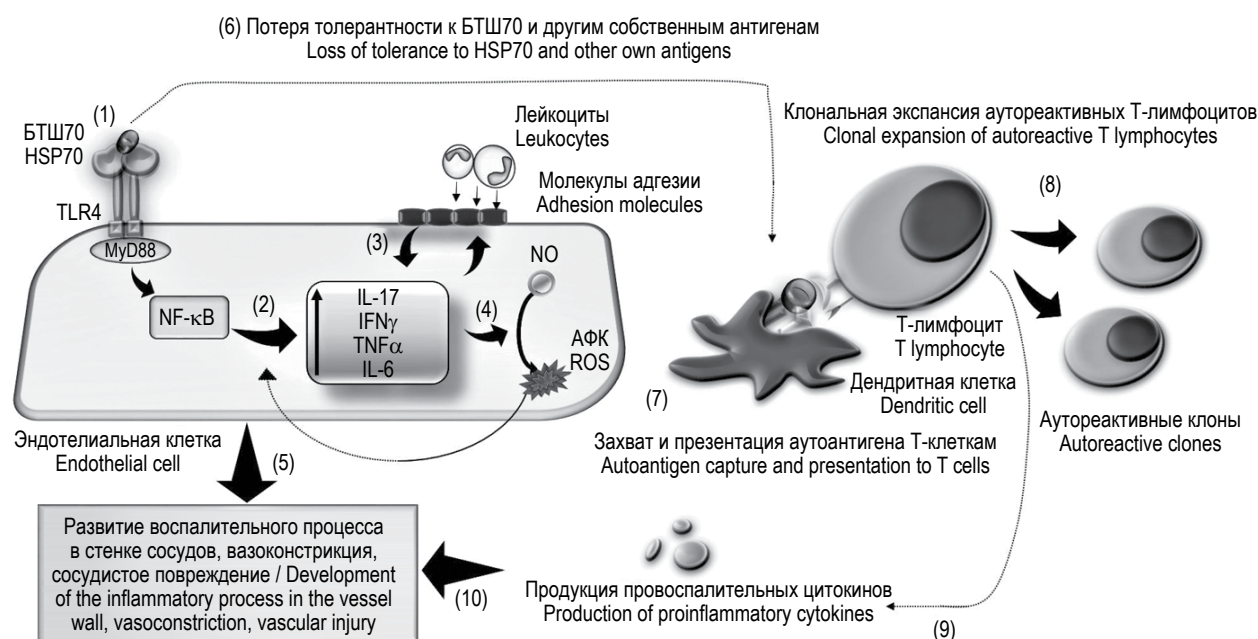 (6) Потеря толерантности к БТШ70 и другим собственным антигенам
Loss of tolerance to HSP70 and other own antigens
(1)
БТШ70
HSP70
TLR4
MyD88
NF-κB
(2)
(3)
IL-17
IFNγ
TNFα
IL-6
(4)
NO
АФК
ROS
Лейкоциты
Leukocytes
Молекулы адгезии
Adhesion molecules
Эндотелиальная клетка
Endothelial cell
(5)
Развитие воспалительного процесса
в стенке сосудов, вазоконстрикция,
сосудистое повреждение / Development
of the inflammatory process in the vessel
wall, vasoconstriction, vascular injury
Клональная экспансия аутореактивных Т-лимфоцитов
Clonal expansion of autoreactive T lymphocytes
(8)
Т-лимфоцит
T lymphocyte
Дендритная клетка
Dendritic cell
(7)
Захват и презентация аутоантигена Т-клеткам
Autoantigen capture and presentation to T cells
Аутореактивные клоны
Autoreactive clones
(10)
Продукция провоспалительных цитокинов
Production of proinflammatory cytokines
(9)